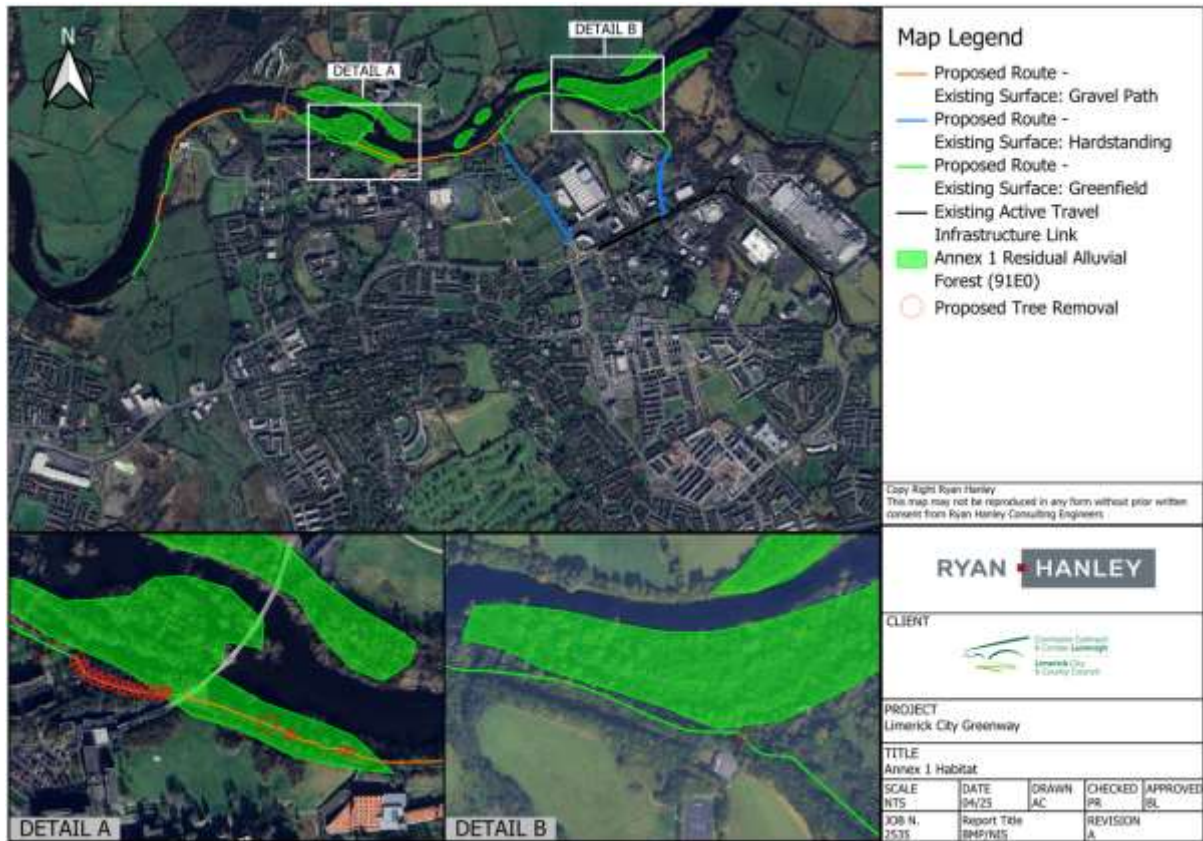 N
DETAIL A
DETAIL B
DETAIL A
DETAIL B
Map Legend
Proposed Route -
Existing Surface: Gravel Path
Proposed Route -
Existing Surface: Hardstanding
Proposed Route -
Existing Surface: Greenfield
Existing Active Travel
Infrastructure Link
Annex 1 Residual Alluvial
Forest (91E0)
Proposed Tree Removal
Copy Right Ryan Hanley
This map may not be reproduced in any form without prior written
consent from Ryan Hanley Consulting Engineers
RYAN HANLEY
CLIENT
Comhairle Cathrach
& Contae Luimnigh
Limerick City
& County Council
PROJECT
Limerick City Greenway
TITLE
Annex 1 Habitat
SCALE
NTS
DATE
04/25
DRAWN
AC
CHECKED
PR
APPROVED
BL
JOB N.
2535
Report Title
BMP/NIS
REVISION
A